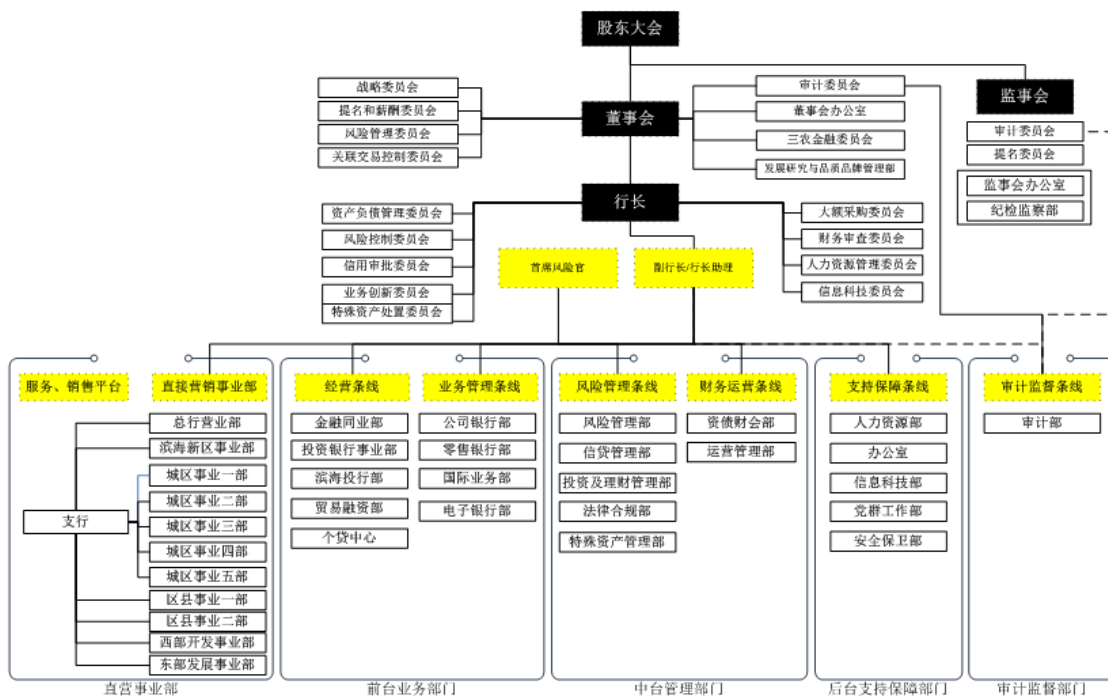 股东大会
监事会
董事会
战略委员会
提名和薪酬委员会
风险管理委员会
关联交易控制委员会
审计委员会
董事会办公室
三农金融委员会
发展研究与品质品牌管理部
审计委员会
提名委员会
监事会办公室
纪检监察部
行长
资产负债管理委员会
风险控制委员会
信用审批委员会
业务创新委员会
特殊资产处置委员会
大额采购委员会
财务审查委员会
人力资源管理委员会
信息科技委员会
首席风险官
副行长/行长助理
服务、销售平台
直接营销事业部
支行
总行营业部
滨海新区事业部
城区事业一部
城区事业二部
城区事业三部
城区事业四部
城区事业五部
区县事业一部
区县事业二部
西部开发事业部
东部发展事业部
直营事业部
经营条线
金融同业部
投资银行事业部
滨海投行部
贸易融资部
个贷中心
业务管理条线
公司银行部
零售银行部
国际业务部
电子银行部
前台业务部门
风险管理条线
风险管理部
信贷管理部
投资及理财管理部
法律合规部
特殊资产管理部
财务运营条线
资债财会部
运营管理部
中台管理部门
支持保障条线
人力资源部
办公室
信息科技部
党群工作部
安全保卫部
后台支持保障部门
审计监督条线
审计部
审计监督部门